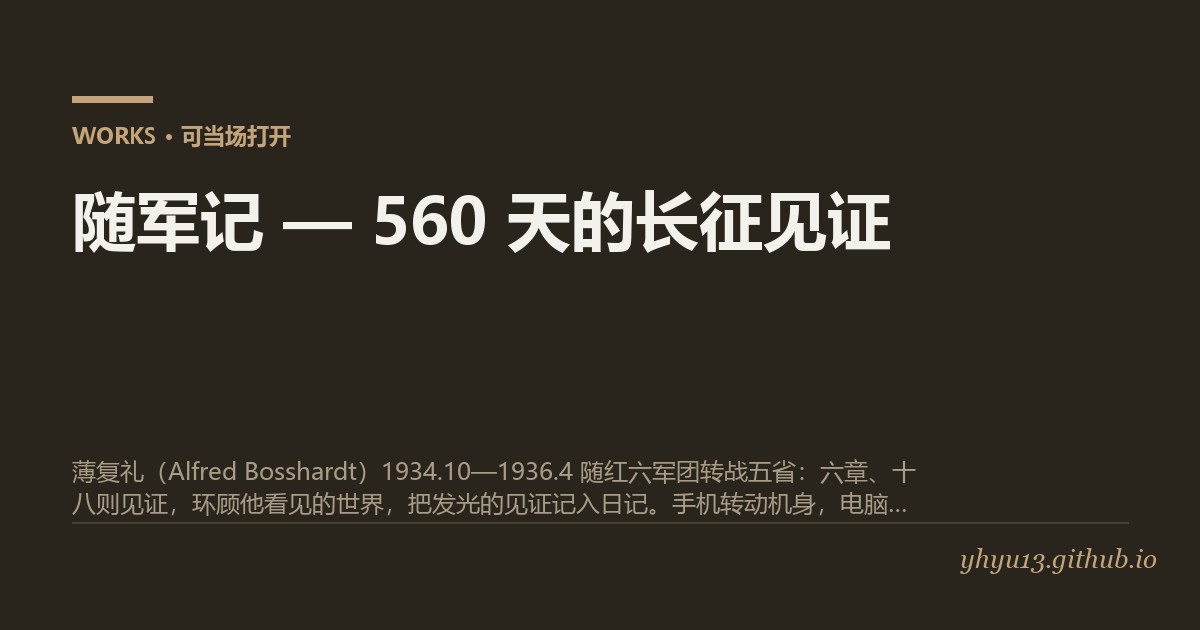 WORKS · 可当场打开
随军记 — 560 天的长征见证
薄复礼（Alfred Bosshardt）1934.10—1936.4 随红六军团转战五省：六章、十
八则见证，环顾他看见的世界，把发光的见证记入日记。手机转动机身，电脑…
yhyu13.github.io